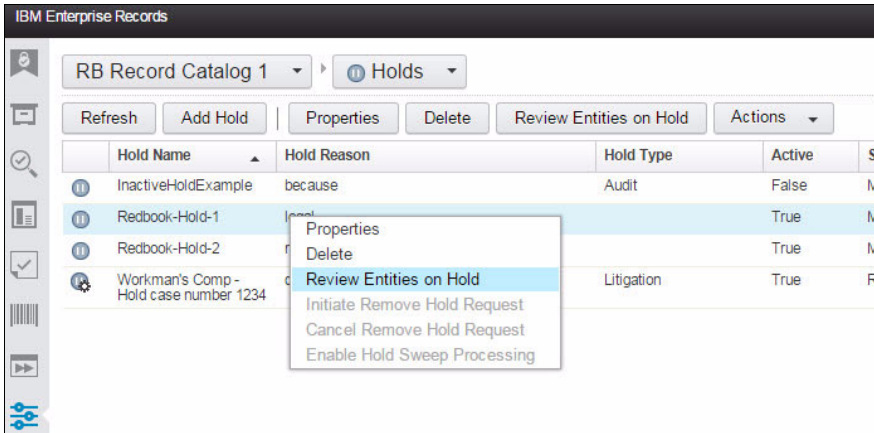 IBM Enterprise Records
RB Record Catalog 1 Holds
Refresh Add Hold Properties Delete Review Entities on Hold Actions
Hold Name Hold Reason Hold Type Active S
InactiveHoldExample because Audit False
Redbook-Hold-1 True
Properties
Redbook-Hold-2 True
Delete
Workman's Comp - Litigation True
Hold case number 1234
Review Entities on Hold
Initiate Remove Hold Request
Cancel Remove Hold Request
Enable Hold Sweep Processing